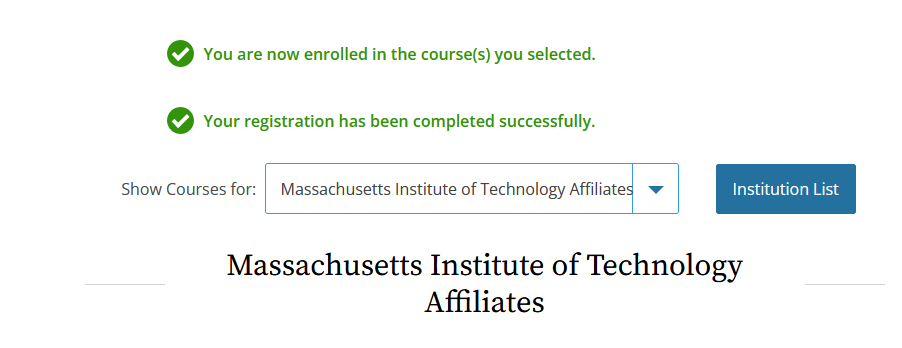 You are now enrolled in the course(s) you selected.
Your registration has been completed successfully.
Show Courses for: Massachusetts Institute of Technology Affiliates Institution List
Massachusetts Institute of Technology
Affiliates